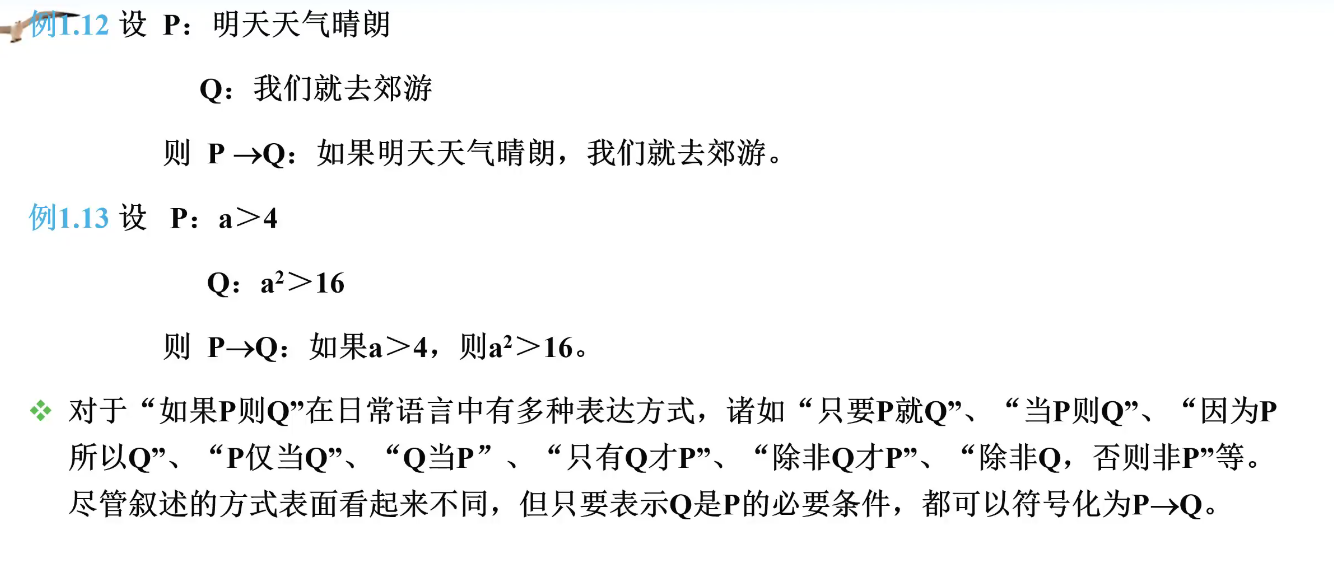 例1.12 设 P：明天天气晴朗
Q：我们就去郊游
则 P→Q：如果明天天气晴朗，我们就去郊游。
例1.13 设 P：a＞4
Q：a²＞16
则 P→Q：如果a＞4，则a²＞16。
对于“如果P则Q”在日常语言中有多种表达方式，诸如“只要P就Q”、“当P则Q”、“因为P
所以Q”、“P仅当Q”、“Q当P”、“只有Q才P”、“除非Q才P”、“除非Q，否则非P”等。
尽管叙述的方式表面看起来不同，但只要表示Q是P的必要条件，都可以符号化为P→Q。